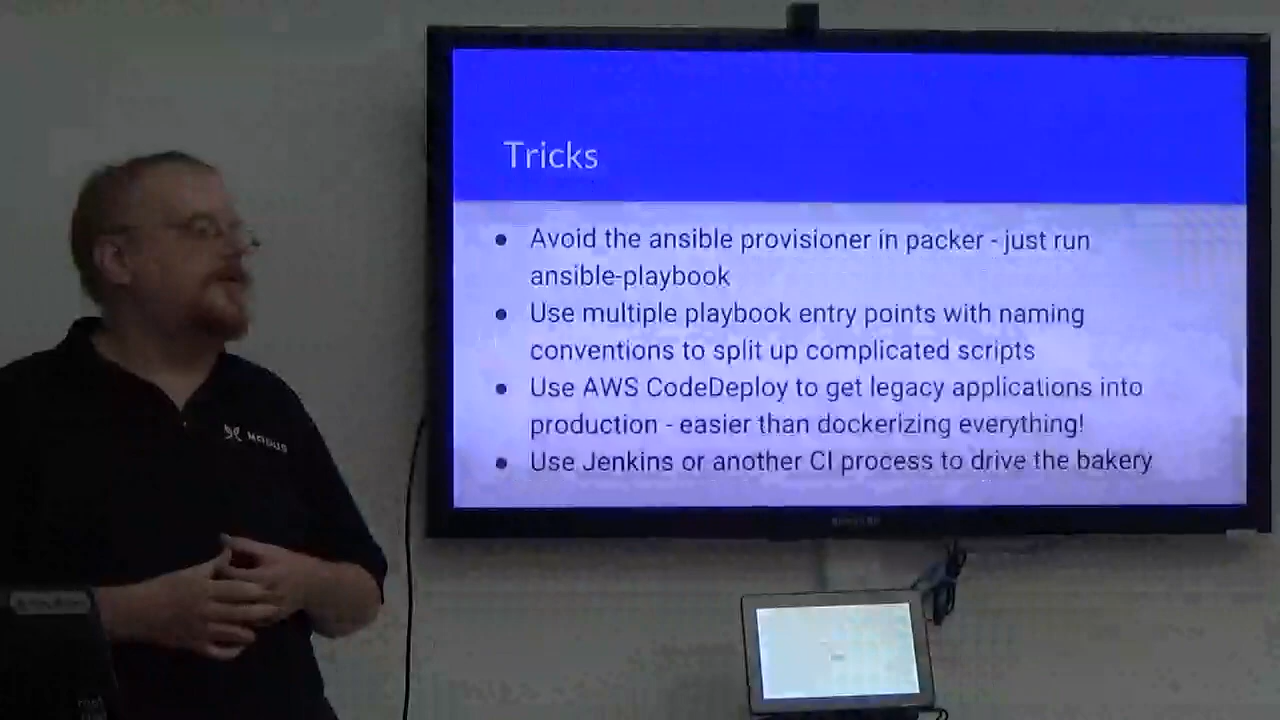 Tricks
Avoid the ansible provisioner in packer - just run
ansible-playbook
Use multiple playbook entry points with naming
conventions to split up complicated scripts
Use AWS CodeDeploy to get legacy applications into
production - easier than dockerizing everything!
Use Jenkins or another CI process to drive the bakery
SAMSUNG